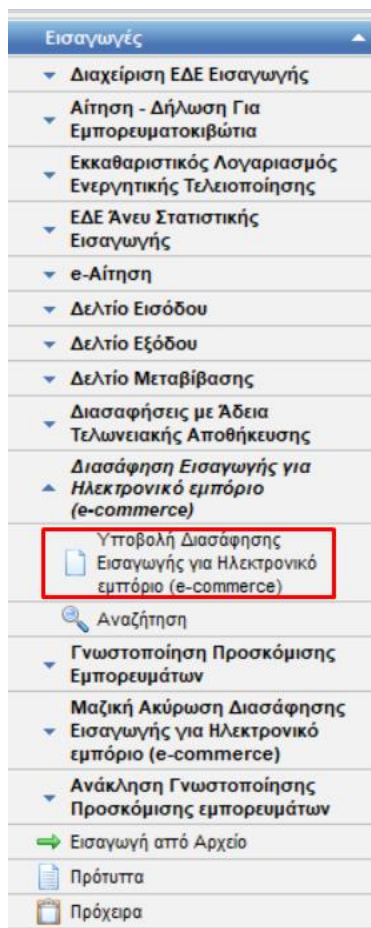 Εισαγωγές
Διαχείριση ΕΔΕ Εισαγωγής
Αίτηση - Δήλωση Για
Εμπορευματοκιβώτια
Εκκαθαριστικός Λογαριασμός
Ενεργητικής Τελειοποίησης
ΕΔΕ Άνευ Στατιστικής
Εισαγωγής
e-Αίτηση
Δελτίο Εισόδου
Δελτίο Εξόδου
Δελτίο Μεταβίβασης
Διασαφήσεις με Άδεια
Τελωνειακής Αποθήκευσης
Διασάφηση Εισαγωγής για
Ηλεκτρονικό εμπόριο
(e-commerce)
Υποβολή Διασάφησης
Εισαγωγής για Ηλεκτρονικό
εμπόριο (e-commerce)
Αναζήτηση
Γνωστοποίηση Προσκόμισης
Εμπορευμάτων
Μαζική Ακύρωση Διασάφησης
Εισαγωγής για Ηλεκτρονικό
εμπόριο (e-commerce)
Ανάκληση Γνωστοποίησης
Προσκόμισης εμπορευμάτων
Εισαγωγή από Αρχείο
Πρότυπα
Πρόχειρα